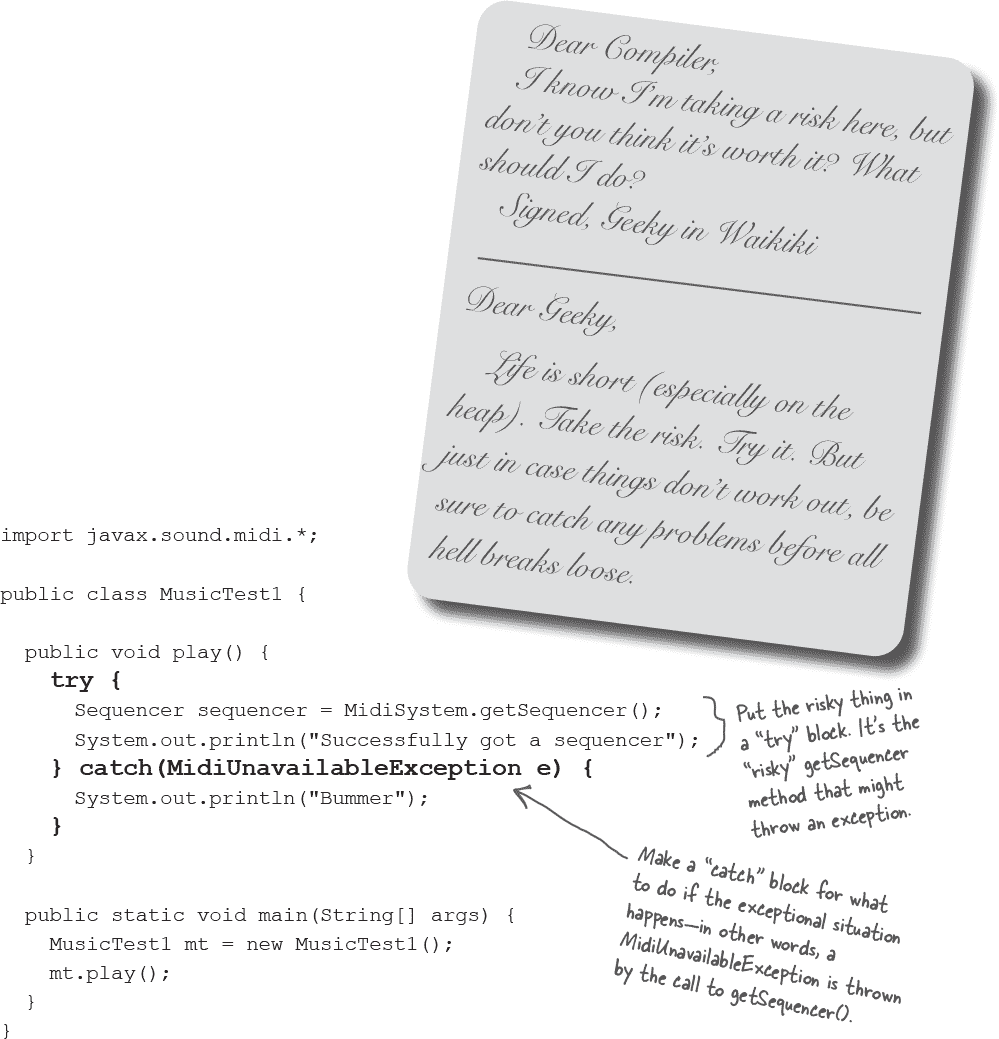 Dear Compiler,
I know I'm taking a risk here, but
don't you think it's worth it? What
should I do?
Signed, Geeky in Waikiki
Dear Geeky,
Life is short (especially on the
heap). Take the risk. Try it. But
just in case things don't work out, be
sure to catch any problems before all
hell breaks loose.
import javax.sound.midi.*;
public class MusicTest1 {
public void play() {
try {
Sequencer sequencer = MidiSystem.getSequencer();
System.out.println("Successfully got a sequencer");
} catch(MidiUnavailableException e) {
System.out.println("Bummer");
}
}
public static void main(String[] args) {
MusicTest1 mt = new MusicTest1();
mt.play();
}
}
Put the risky thing in
a “try” block. It's the
“risky” getSequencer
method that might
throw an exception.
Make a “catch” block for what
to do if the exceptional situation
happens—in other words, a
MidiUnavailableException is thrown
by the call to getSequencer().